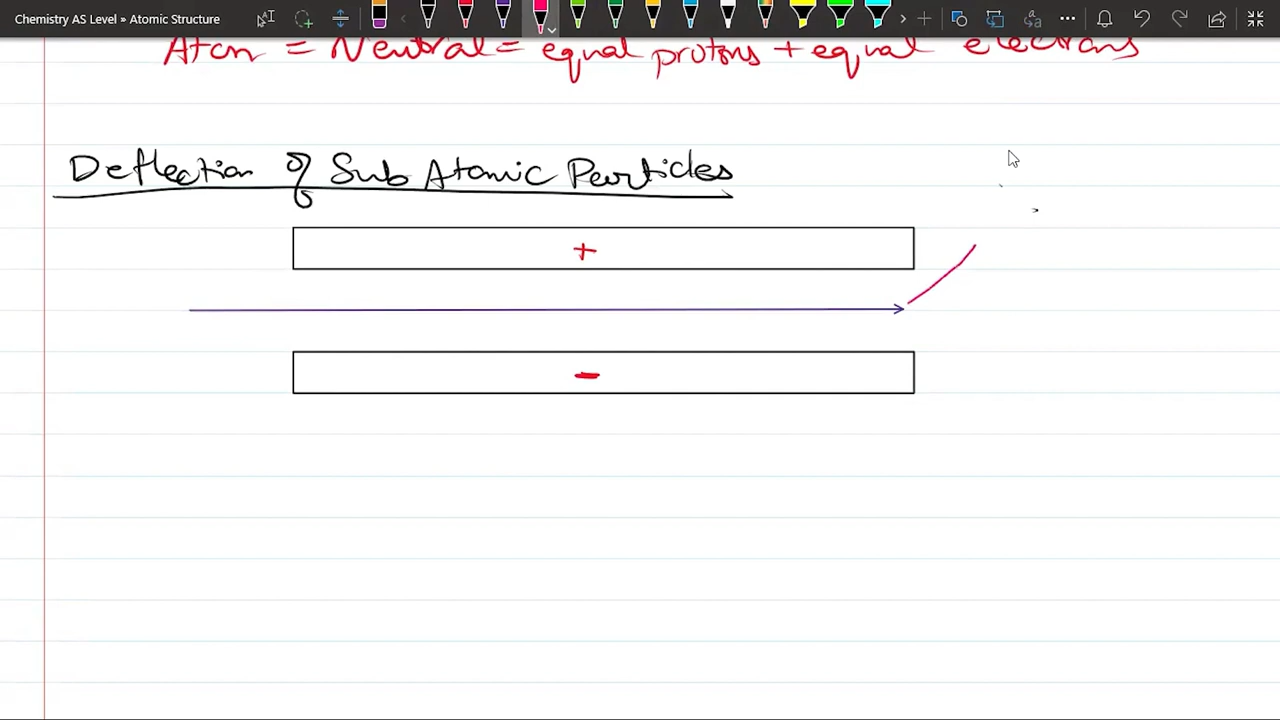 Chemistry AS Level » Atomic Structure
Atom = Neutral = equal protons + equal electrons
Deflection of Sub Atomic Particles
+
-